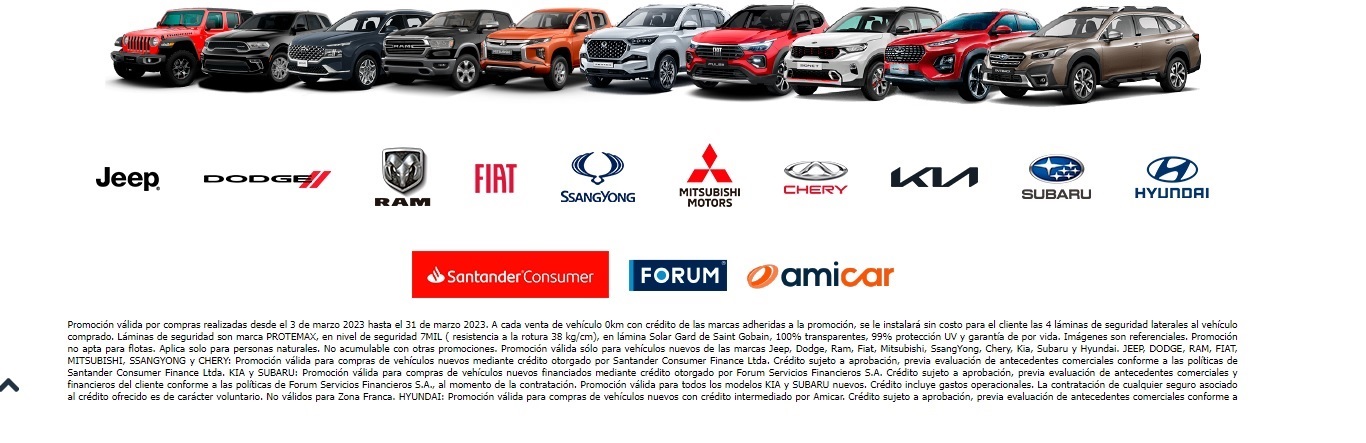 RAME
PULSE
SONET
Jeep®
DODGE
RAM
FIAT
SSANGYONG
MITSUBISHI
MOTORS
CHERY
KIA
SUBARU
HYUNDAI
Santander Consumer
FORUM®
amicar
Promoción válida por compras realizadas desde el 3 de marzo 2023 hasta el 31 de marzo 2023. A cada venta de vehículo 0km con crédito de las marcas adheridas a la promoción, se le instalará sin costo para el cliente las 4 láminas de seguridad laterales al vehículo
comprado. Láminas de seguridad son marca PROTEMAX, en nivel de seguridad 7MIL ( resistencia a la rotura 38 kg/cm), en lámina Solar Gard de Saint Gobain, 100% transparentes, 99% protección UV y garantía de por vida. Imágenes son referenciales. Promoción
no apta para flotas. Aplica solo para personas naturales. No acumulable con otras promociones. Promoción válida sólo para vehículos nuevos de las marcas Jeep, Dodge, Ram, Fiat, Mitsubishi, SsangYong, Chery, Kia, Subaru y Hyundai. JEEP, DODGE, RAM, FIAT,
MITSUBISHI, SSANGYONG y CHERY: Promoción válida para compras de vehículos nuevos mediante crédito otorgado por Santander Consumer Finance Ltda. Crédito sujeto a aprobación, previa evaluación de antecedentes comerciales conforme a las políticas de
Santander Consumer Finance Ltda. KIA y SUBARU: Promoción válida para compras de vehículos nuevos financiados mediante crédito otorgado por Forum Servicios Financieros S.A. Crédito sujeto a aprobación, previa evaluación de antecedentes comerciales y
financieros del cliente conforme a las políticas de Forum Servicios Financieros S.A., al momento de la contratación. Promoción válida para todos los modelos KIA y SUBARU nuevos. Crédito incluye gastos operacionales. La contratación de cualquier seguro asociado
al crédito ofrecido es de carácter voluntario. No válidos para Zona Franca. HYUNDAI: Promoción válida para compras de vehículos nuevos con crédito intermediado por Amicar. Crédito sujeto a aprobación, previa evaluación de antecedentes comerciales conforme a